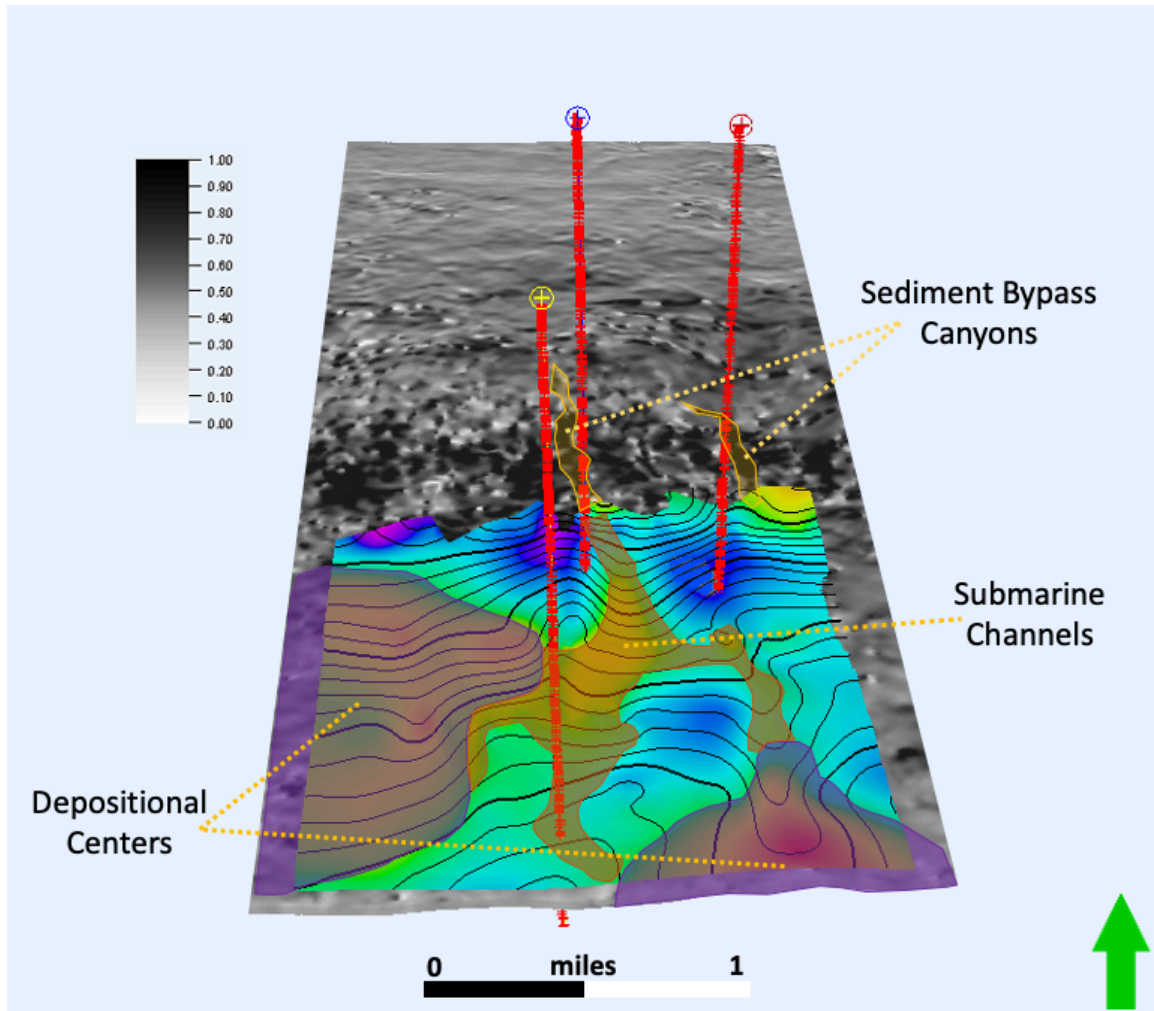 1.00
0.90
0.80
0.70
0.60
0.50
0.40
0.30
0.20
0.10
0.00
Sediment Bypass
Canyons
Submarine
Channels
Depositional
Centers
0 miles 1